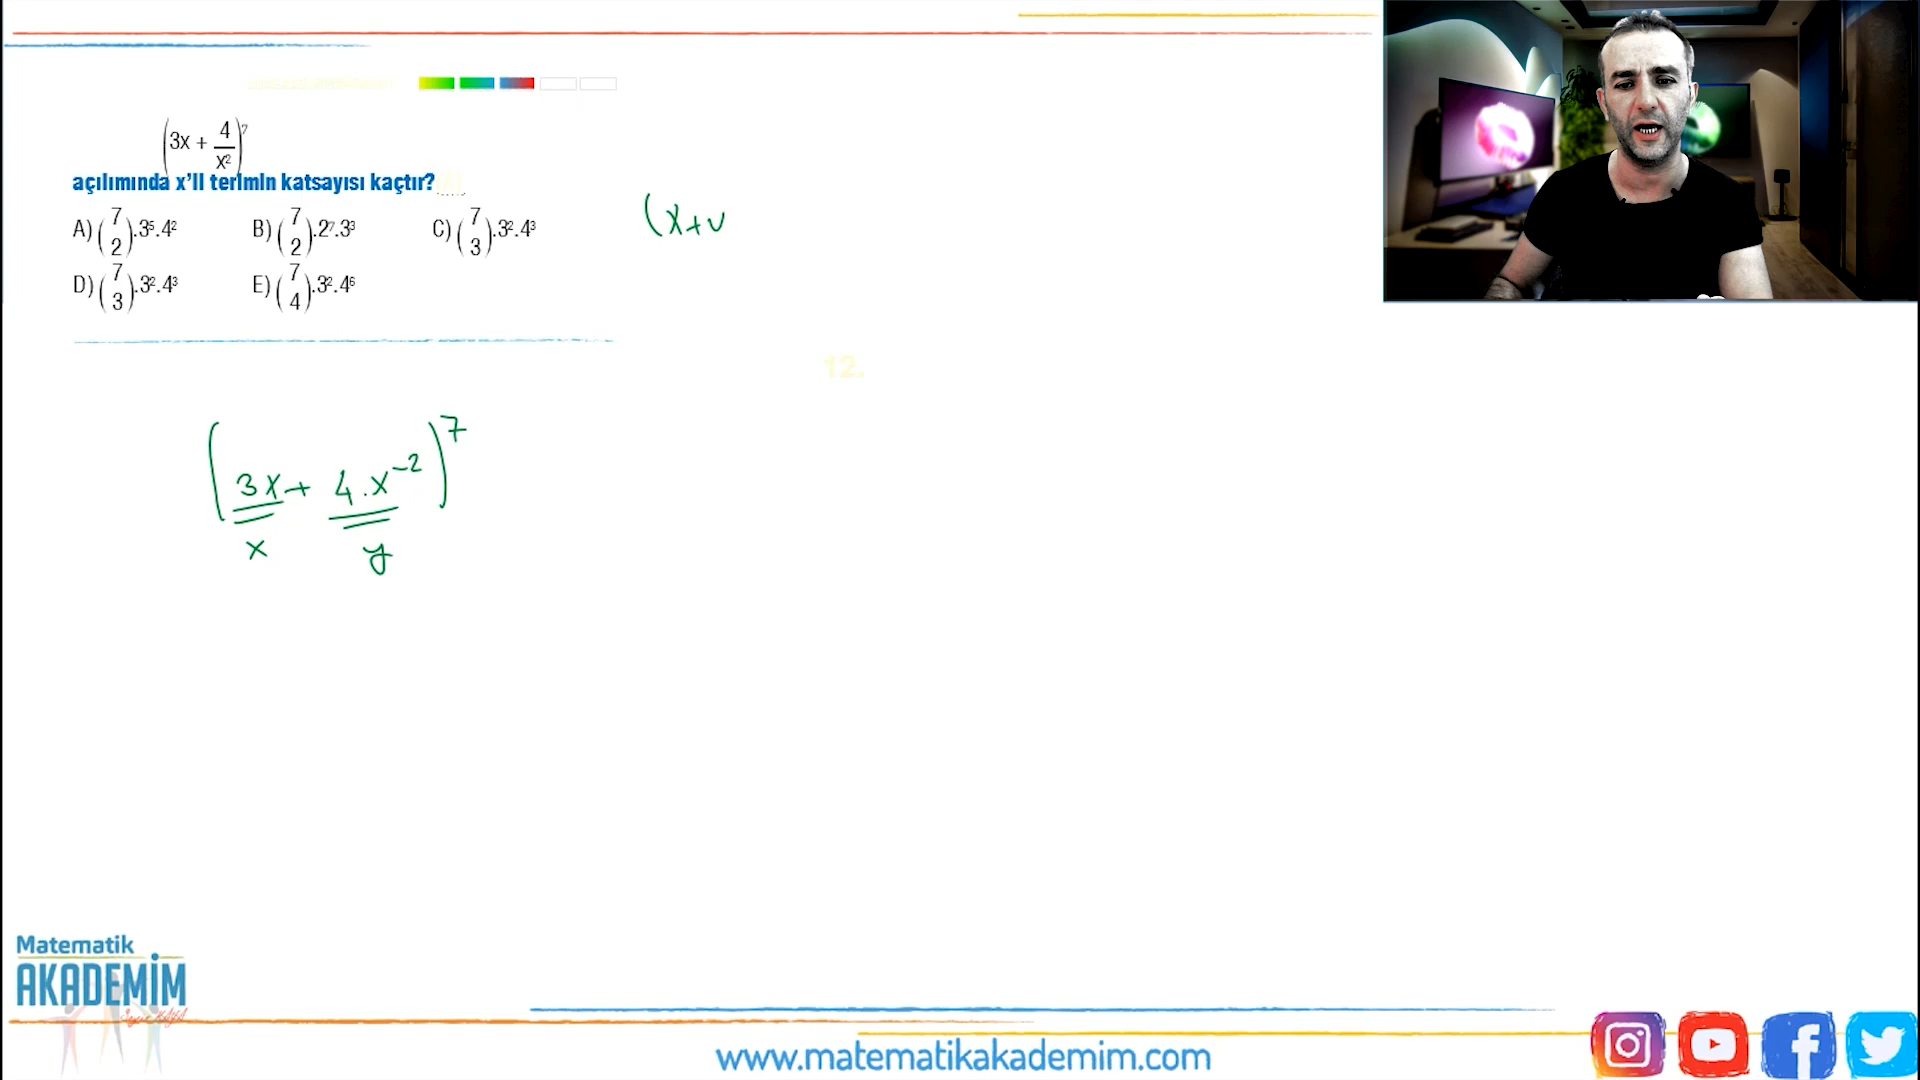 (3x + 4/x²)⁷
açılımında x'li terimin katsayısı kaçtır?
A) (7 2).3⁵.4² B) (7 2).2⁷.3³ C) (7 3).3².4³
D) (7 3).3².4³ E) (7 4).3².4⁶
(x+
12.
(3x + 4.x⁻²)⁷
x y
Matematik
AKADEMİM
www.matematikakademim.com